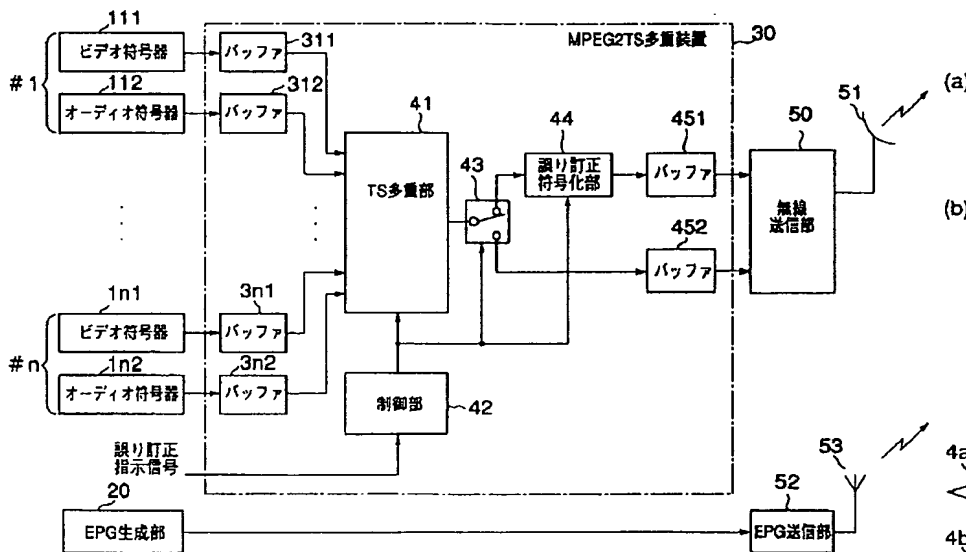 MPEG2TS多重装置
30
#1
111
ビデオ符号器
311
バッファ
112
オーディオ符号器
312
バッファ
41
TS多重部
43
44
誤り訂正
符号化部
451
バッファ
452
バッファ
50
無線
送信部
51
(a)
(b)
#n
1n1
ビデオ符号器
3n1
バッファ
1n2
オーディオ符号器
3n2
バッファ
制御部
42
誤り訂正
指示信号
20
EPG生成部
52
EPG送信部
53
4a
4b